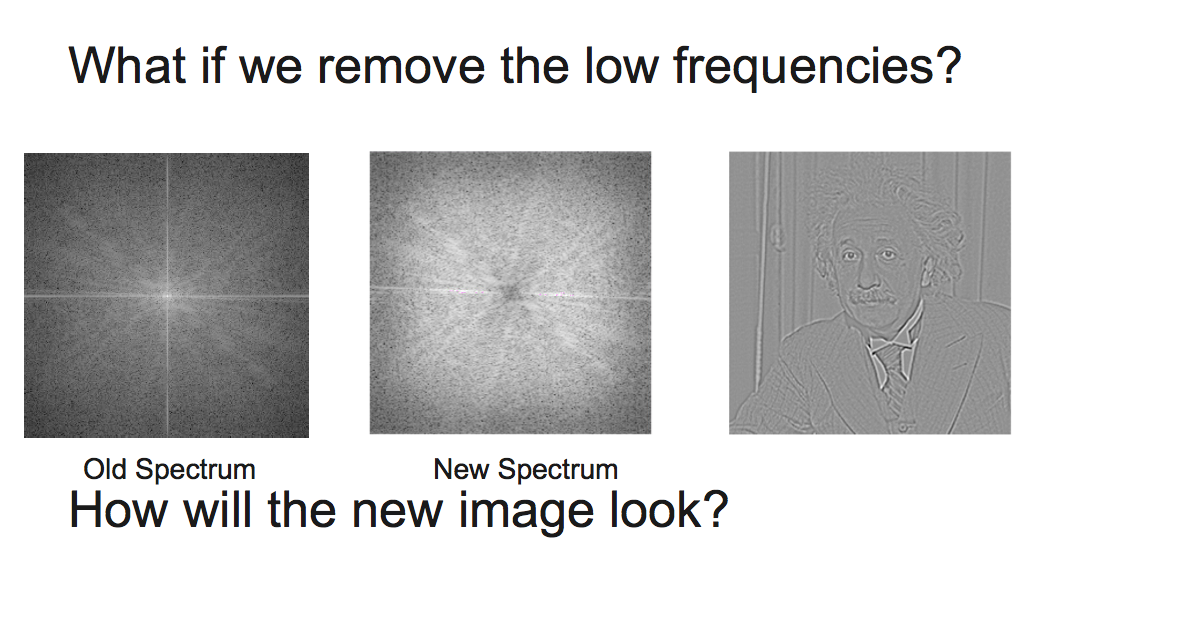 What if we remove the low frequencies?
Old Spectrum
New Spectrum
How will the new image look?